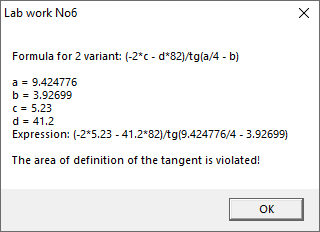 Lab work No6
Formula for 2 variant: (-2*c - d*82)/tg(a/4 - b)
a = 9.424776
b = 3.92699
c = 5.23
d = 41.2
Expression: (-2*5.23 - 41.2*82)/tg(9.424776/4 - 3.92699)
The area of definition of the tangent is violated!
OK